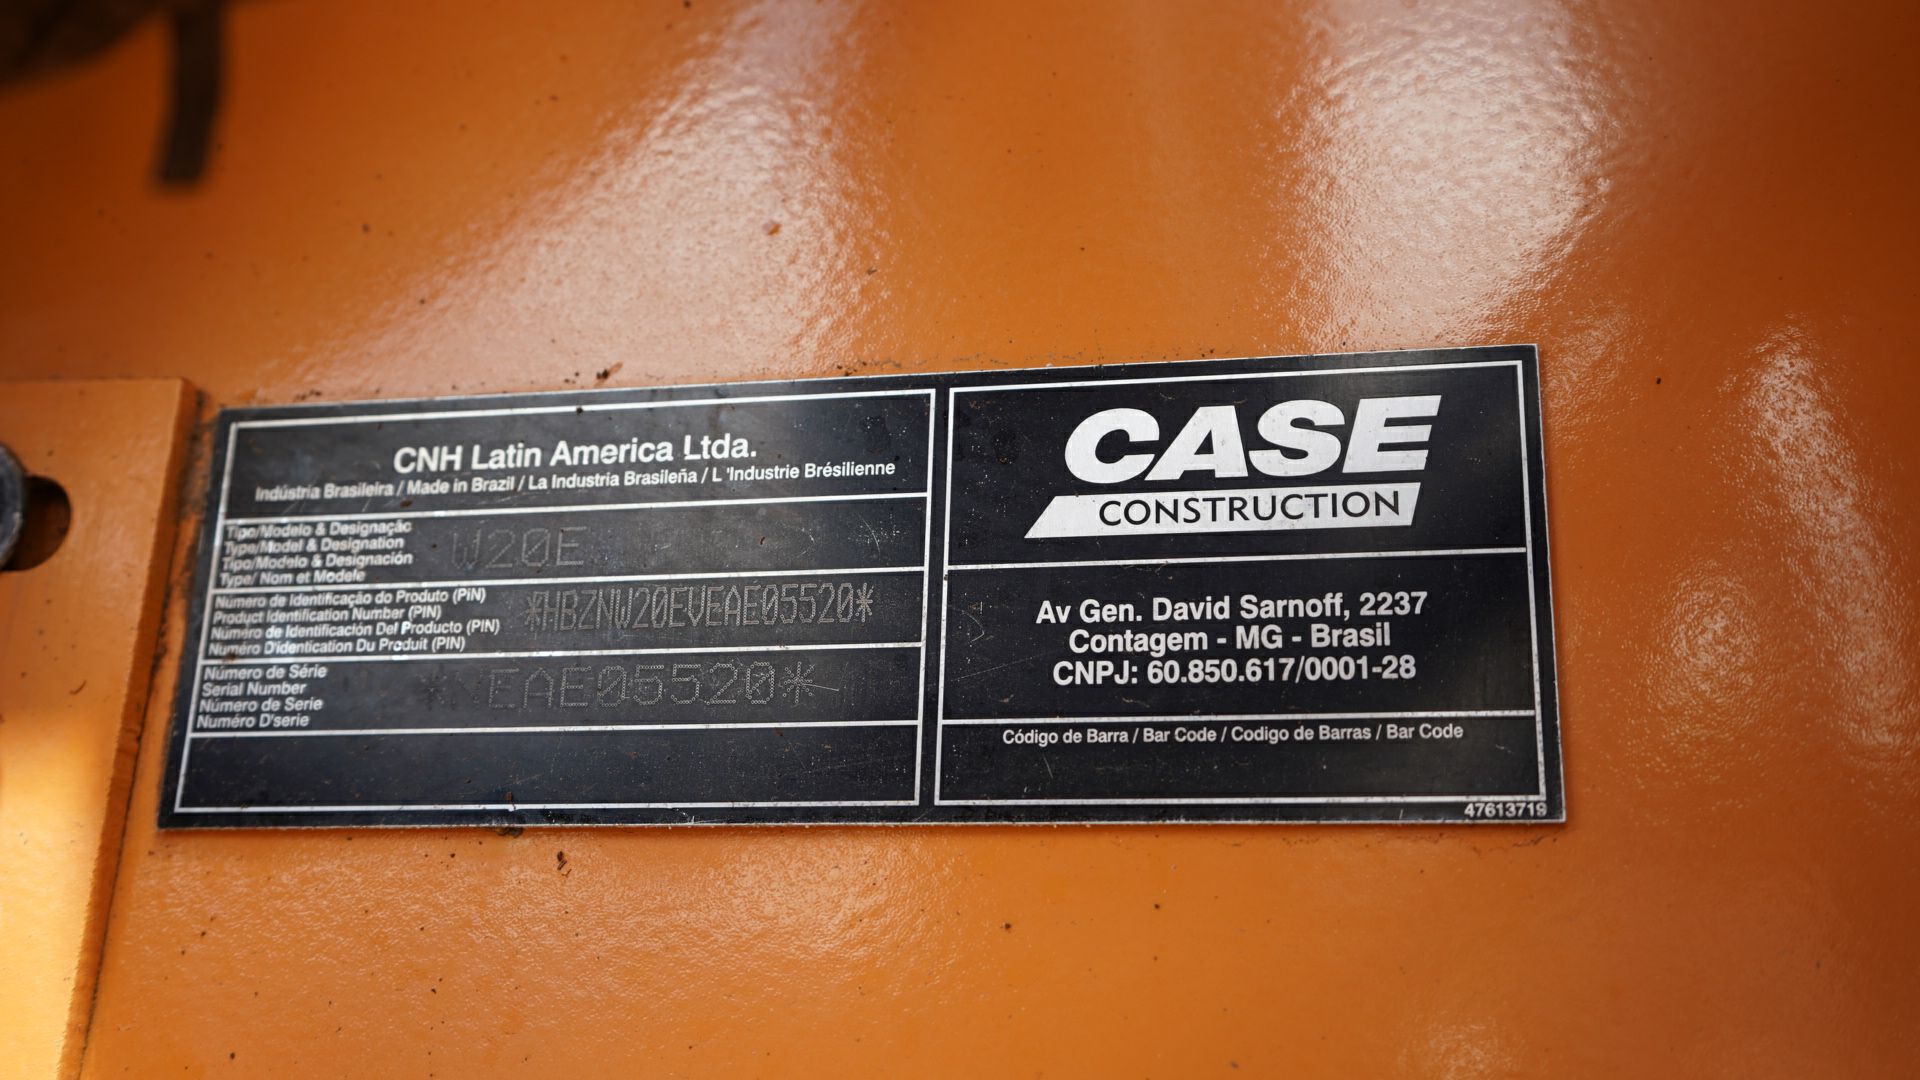 CNH Latin America Ltda.
Indústria Brasileira / Made in Brazil / La Industria Brasileña / L 'Industrie Brésilienne
Tipo/Modelo & Designação
Type/Model & Designation
Tipo/Modelo & Designación
Type/ Nom et Modele
W20E
Número de Identificação do Produto (PIN)
Product Identification Number (PIN)
Número de Identificación Del Producto (PIN)
Numéro D'identication Du Produit (PIN)
*HBZNW20EVEAE05520*
Número de Série
Serial Number
Número de Serie
Numéro D'serie
*NEAE05520*
CASE
CONSTRUCTION
Av Gen. David Sarnoff, 2237
Contagem - MG - Brasil
CNPJ: 60.850.617/0001-28
Código de Barra / Bar Code / Codigo de Barras / Bar Code
47613719